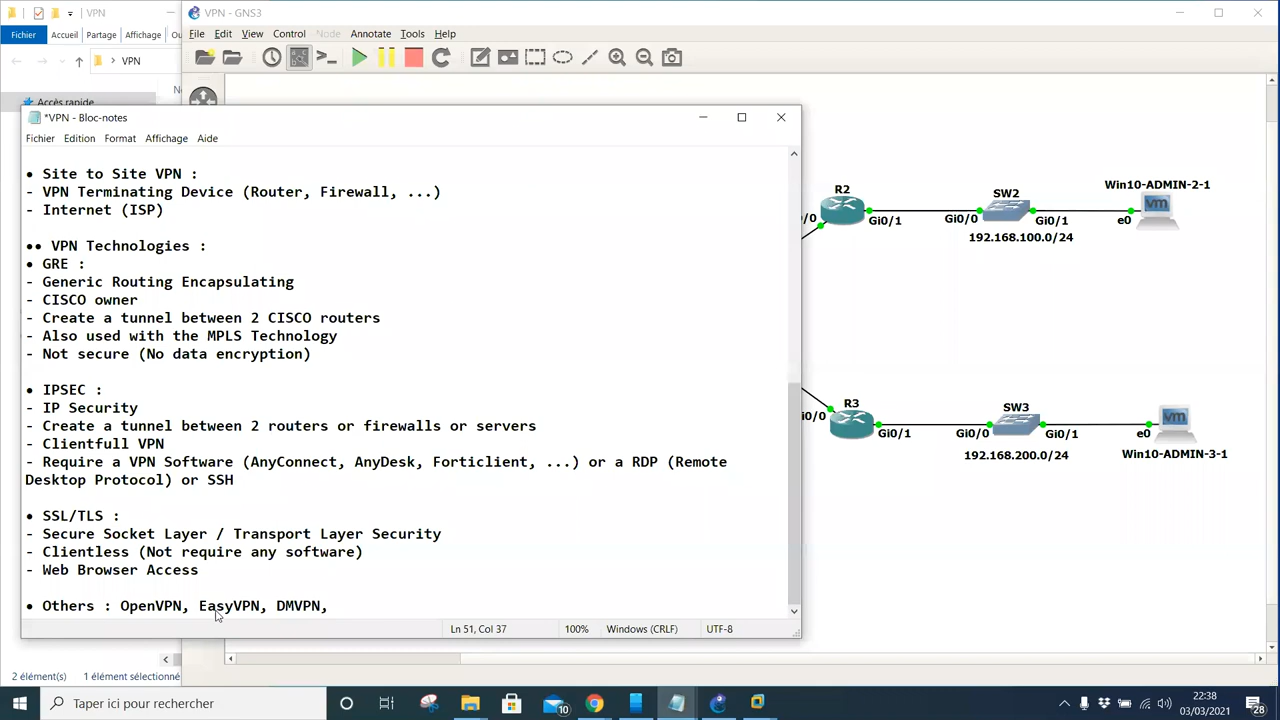 VPN
Fichier
Accueil
Partage
Affichage
VPN
Accès rapide
2 élément(s)
1 élément sélectionné
VPN - GNS3
File Edit View Control Node Annotate Tools Help
*VPN - Bloc-notes
Fichier Edition Format Affichage Aide
• Site to Site VPN :
- VPN Terminating Device (Router, Firewall, ...)
- Internet (ISP)
•• VPN Technologies :
• GRE :
- Generic Routing Encapsulating
- CISCO owner
- Create a tunnel between 2 CISCO routers
- Also used with the MPLS Technology
- Not secure (No data encryption)
• IPSEC :
- IP Security
- Create a tunnel between 2 routers or firewalls or servers
- Clientfull VPN
- Require a VPN Software (AnyConnect, AnyDesk, Forticlient, ...) or a RDP (Remote
Desktop Protocol) or SSH
• SSL/TLS :
- Secure Socket Layer / Transport Layer Security
- Clientless (Not require any software)
- Web Browser Access
• Others : OpenVPN, EasyVPN, DMVPN,
Ln 51, Col 37
100%
Windows (CRLF)
UTF-8
R2
SW2
Win10-ADMIN-2-1
/0
Gi0/1
Gi0/0
Gi0/1
e0
192.168.100.0/24
R3
SW3
i0/0
Gi0/1
Gi0/0
Gi0/1
e0
192.168.200.0/24
Win10-ADMIN-3-1
Taper ici pour rechercher
10
22:38
03/03/2021
28